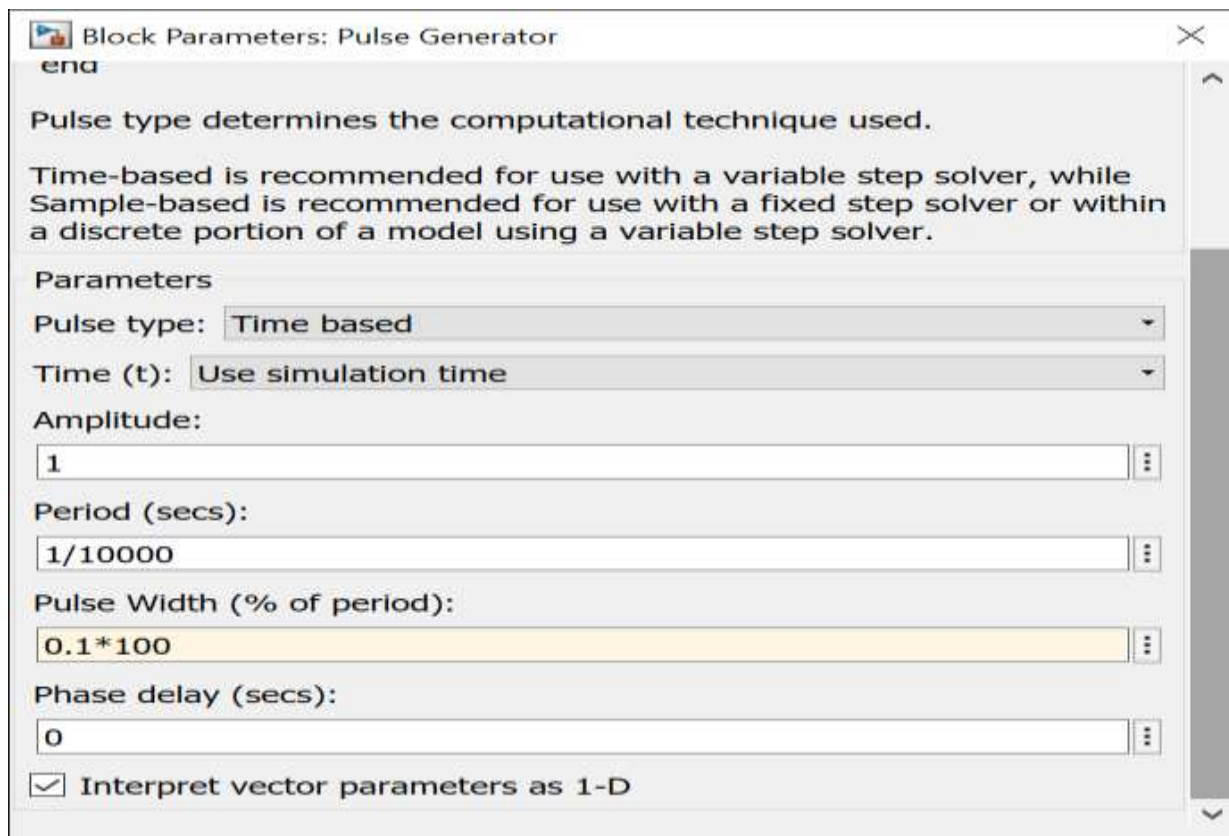 Block Parameters: Pulse Generator
end
Pulse type determines the computational technique used.
Time-based is recommended for use with a variable step solver, while
Sample-based is recommended for use with a fixed step solver or within
a discrete portion of a model using a variable step solver.
Parameters
Pulse type: Time based
Time (t): Use simulation time
Amplitude:
1
Period (secs):
1/10000
Pulse Width (% of period):
0.1*100
Phase delay (secs):
0
Interpret vector parameters as 1-D